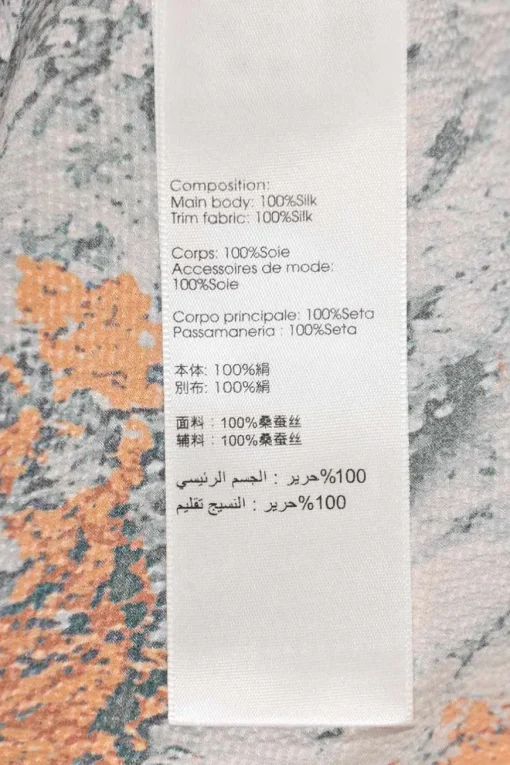 Composition:
Main body: 100%Silk
Trim fabric: 100%Silk
Corps: 100%Soie
Accessoires de mode:
100%Soie
Corpo principale: 100%Seta
Passamaneria : 100%Seta
本体: 100%絹
別布: 100%絹
面料：100%桑蚕丝
辅料：100%桑蚕丝
100%حرير : الجسم الرئيسي
100%حرير : النسيج تقليم